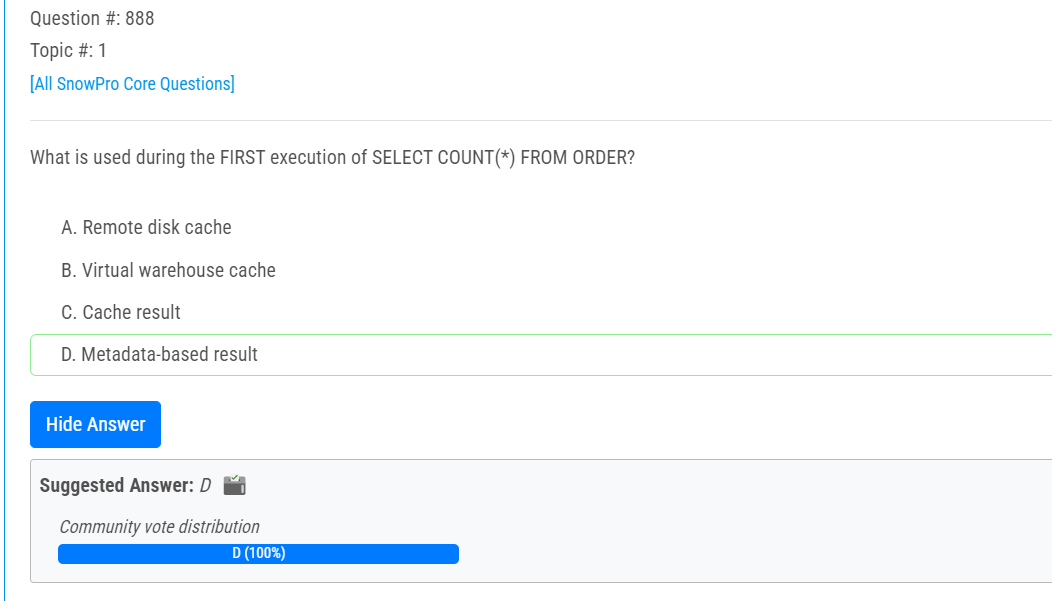 Question #: 888
Topic #: 1
[All SnowPro Core Questions]
What is used during the FIRST execution of SELECT COUNT(*) FROM ORDER?
A. Remote disk cache
B. Virtual warehouse cache
C. Cache result
D. Metadata-based result
Hide Answer
Suggested Answer: D
Community vote distribution
D (100%)